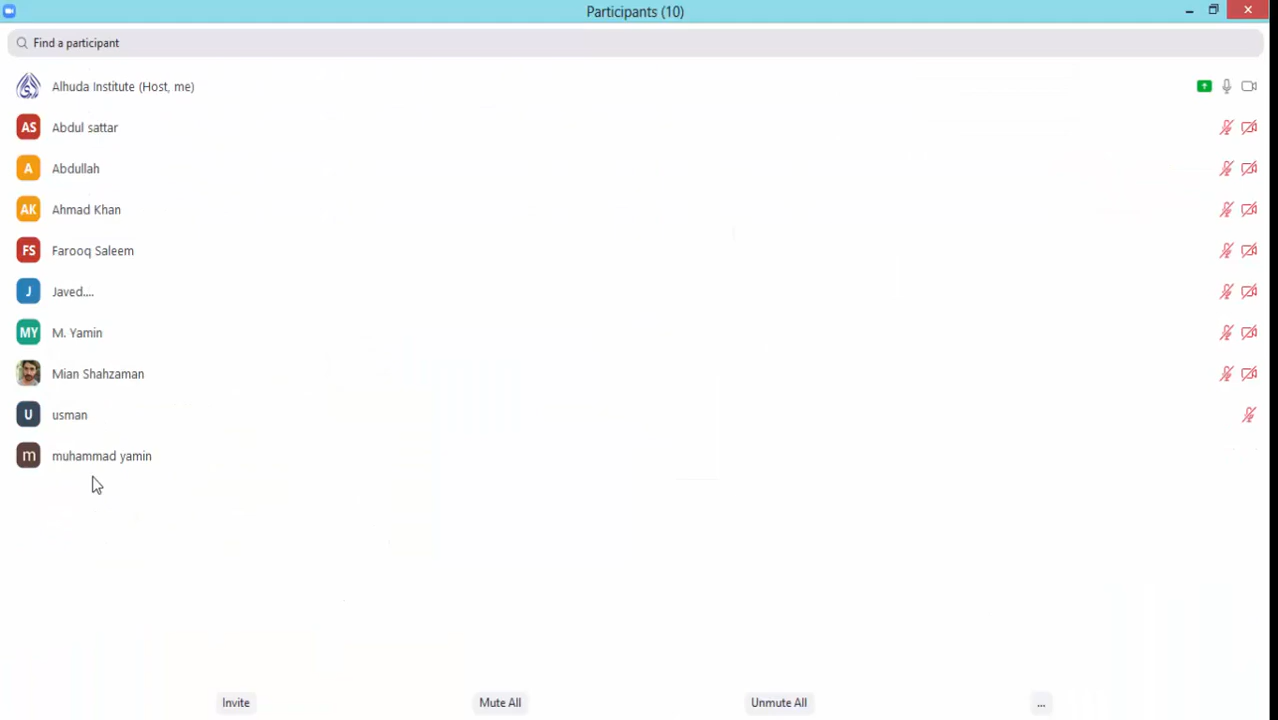 Participants (10)
Find a participant
Alhuda Institute (Host, me)
AS Abdul sattar
A Abdullah
AK Ahmad Khan
FS Farooq Saleem
J Javed....
MY M. Yamin
Mian Shahzaman
U usman
m muhammad yamin
Invite Mute All Unmute All ...